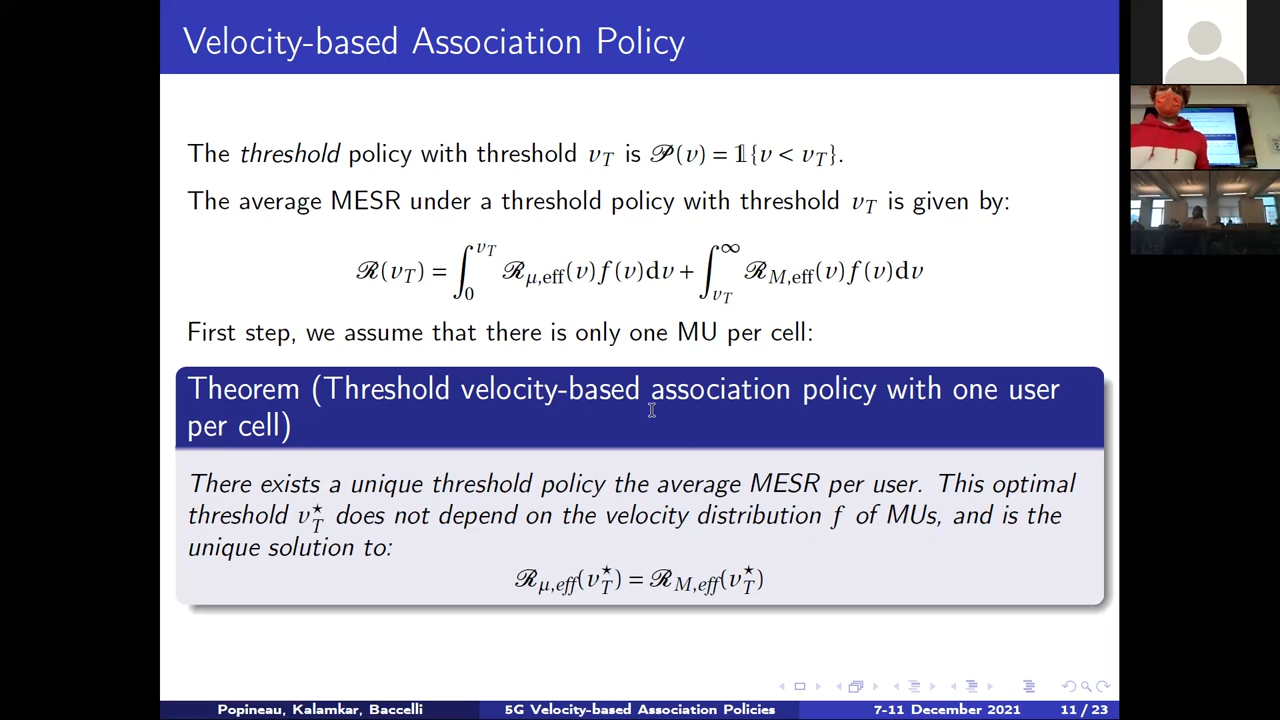 Velocity-based Association Policy
The threshold policy with threshold v_T is 𝒫(v) = 𝟙{v < v_T}.
The average MESR under a threshold policy with threshold v_T is given by:
ℛ(v_T) = ∫_0^{v_T} ℛ_{μ,eff}(v) f(v)dv + ∫_{v_T}^∞ ℛ_{M,eff}(v) f(v)dv
First step, we assume that there is only one MU per cell:
Theorem (Threshold velocity-based association policy with one user
per cell)
There exists a unique threshold policy the average MESR per user. This optimal
threshold v_T^⋆ does not depend on the velocity distribution f of MUs, and is the
unique solution to:
ℛ_{μ,eff}(v_T^⋆) = ℛ_{M,eff}(v_T^⋆)
Popineau, Kalamkar, Baccelli 5G Velocity-based Association Policies 7-11 December 2021 11 / 23